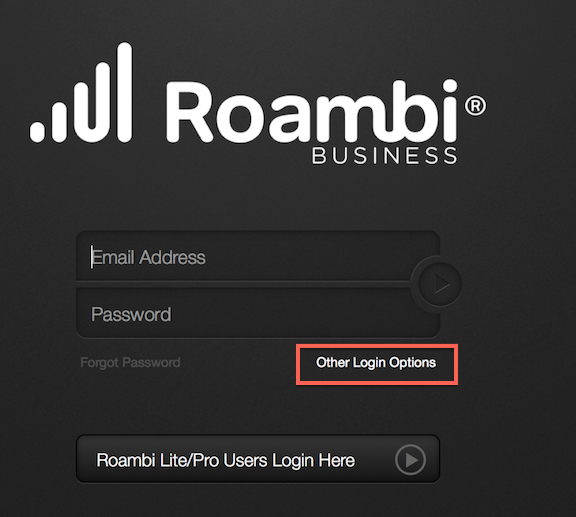 Roambi®
BUSINESS
Email Address
Password
Forgot Password
Other Login Options
Roambi Lite/Pro Users Login Here